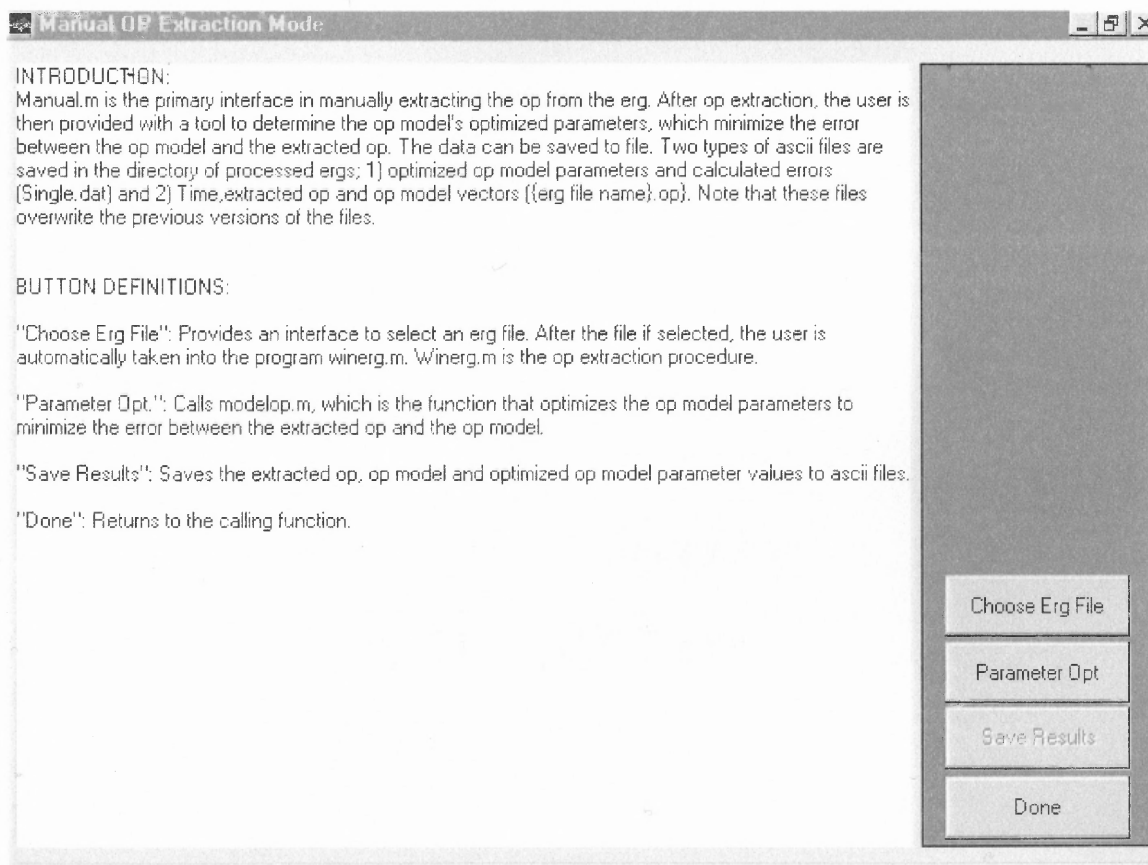 Manual OP Extraction Mode
INTRODUCTION:
Manual.m is the primary interface in manually extracting the op from the erg. After op extraction, the user is
then provided with a tool to determine the op model's optimized parameters, which minimize the error
between the op model and the extracted op. The data can be saved to file. Two types of ascii files are
saved in the directory of processed ergs; 1) optimized op model parameters and calculated errors
(Single.dat) and 2) Time,extracted op and op model vectors ({erg file name}.op}. Note that these files
overwrite the previous versions of the files.
BUTTON DEFINITIONS:
"Choose Erg File": Provides an interface to select an erg file. After the file if selected, the user is
automatically taken into the program winerg.m. Winerg.m is the op extraction procedure.
"Parameter Opt.": Calls modelop.m, which is the function that optimizes the op model parameters to
minimize the error between the extracted op and the op model.
"Save Results": Saves the extracted op, op model and optimized op model parameter values to ascii files.
"Done": Returns to the calling function.
Choose Erg File
Parameter Opt
Save Results
Done